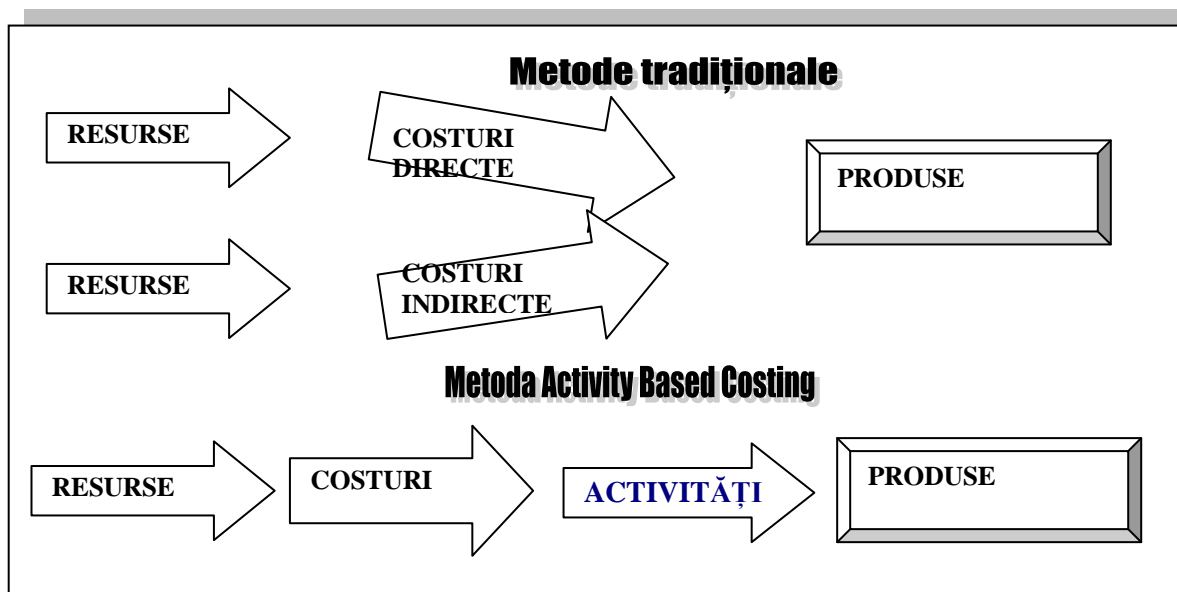 Metode tradiționale
RESURSE
COSTURI
DIRECTE
PRODUSE
RESURSE
COSTURI
INDIRECTE
Metoda Activity Based Costing
RESURSE
COSTURI
ACTIVITĂȚI
PRODUSE